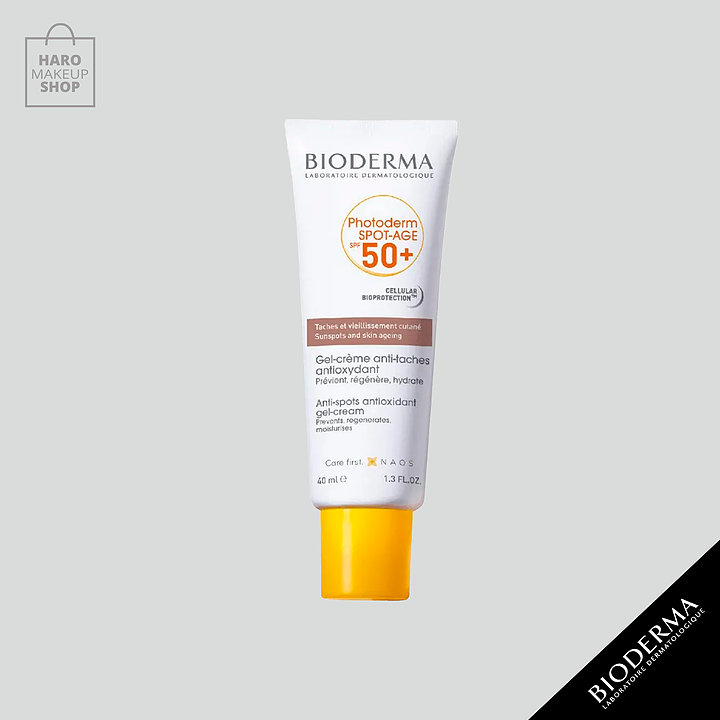 HARO
MAKEUP
SHOP
BIODERMA
LABORATOIRE DERMATOLOGIQUE
Photoderm
SPOT-AGE
SPF 50+
CELLULAR
BIOPROTECTION™
Taches et vieillissement cutané
Sunspots and skin ageing
Gel-crème anti-taches
antioxydant
Prévient, régénère, hydrate
Anti-spots antioxidant
gel-cream
Prevents, regenerates,
moisturises
Care first. NAOS
40 ml ℮ 1.3 FL.OZ.
BIODERMA
LABORATOIRE DERMATOLOGIQUE